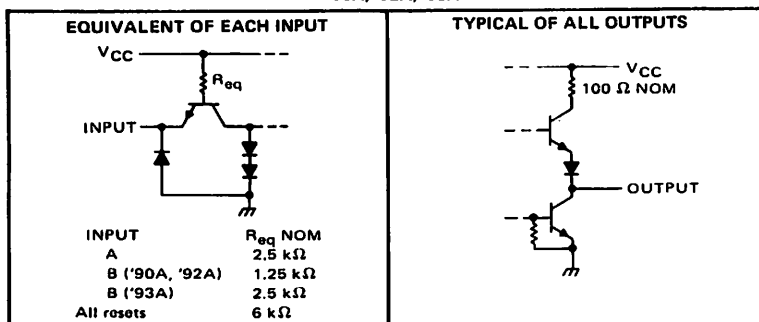 EQUIVALENT OF EACH INPUT
VCC
Req
INPUT
INPUT Req NOM
A 2.5 kΩ
B ('90A, '92A) 1.25 kΩ
B ('93A) 2.5 kΩ
All resets 6 kΩ
TYPICAL OF ALL OUTPUTS
VCC
100 Ω NOM
OUTPUT